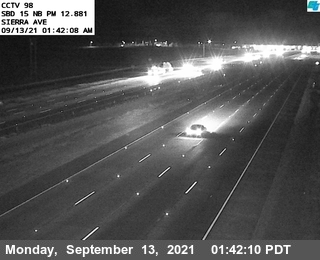 CCTV 98
SBD 15 NB PM 12.881
SIERRA AVE
09/13/21 01:42:08 AM
Monday, September 13, 2021 01:42:10 PDT